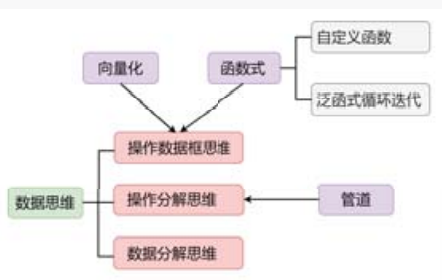 自定义函数
向量化
函数式
泛函式循环迭代
操作数据框思维
数据思维
操作分解思维
管道
数据分解思维